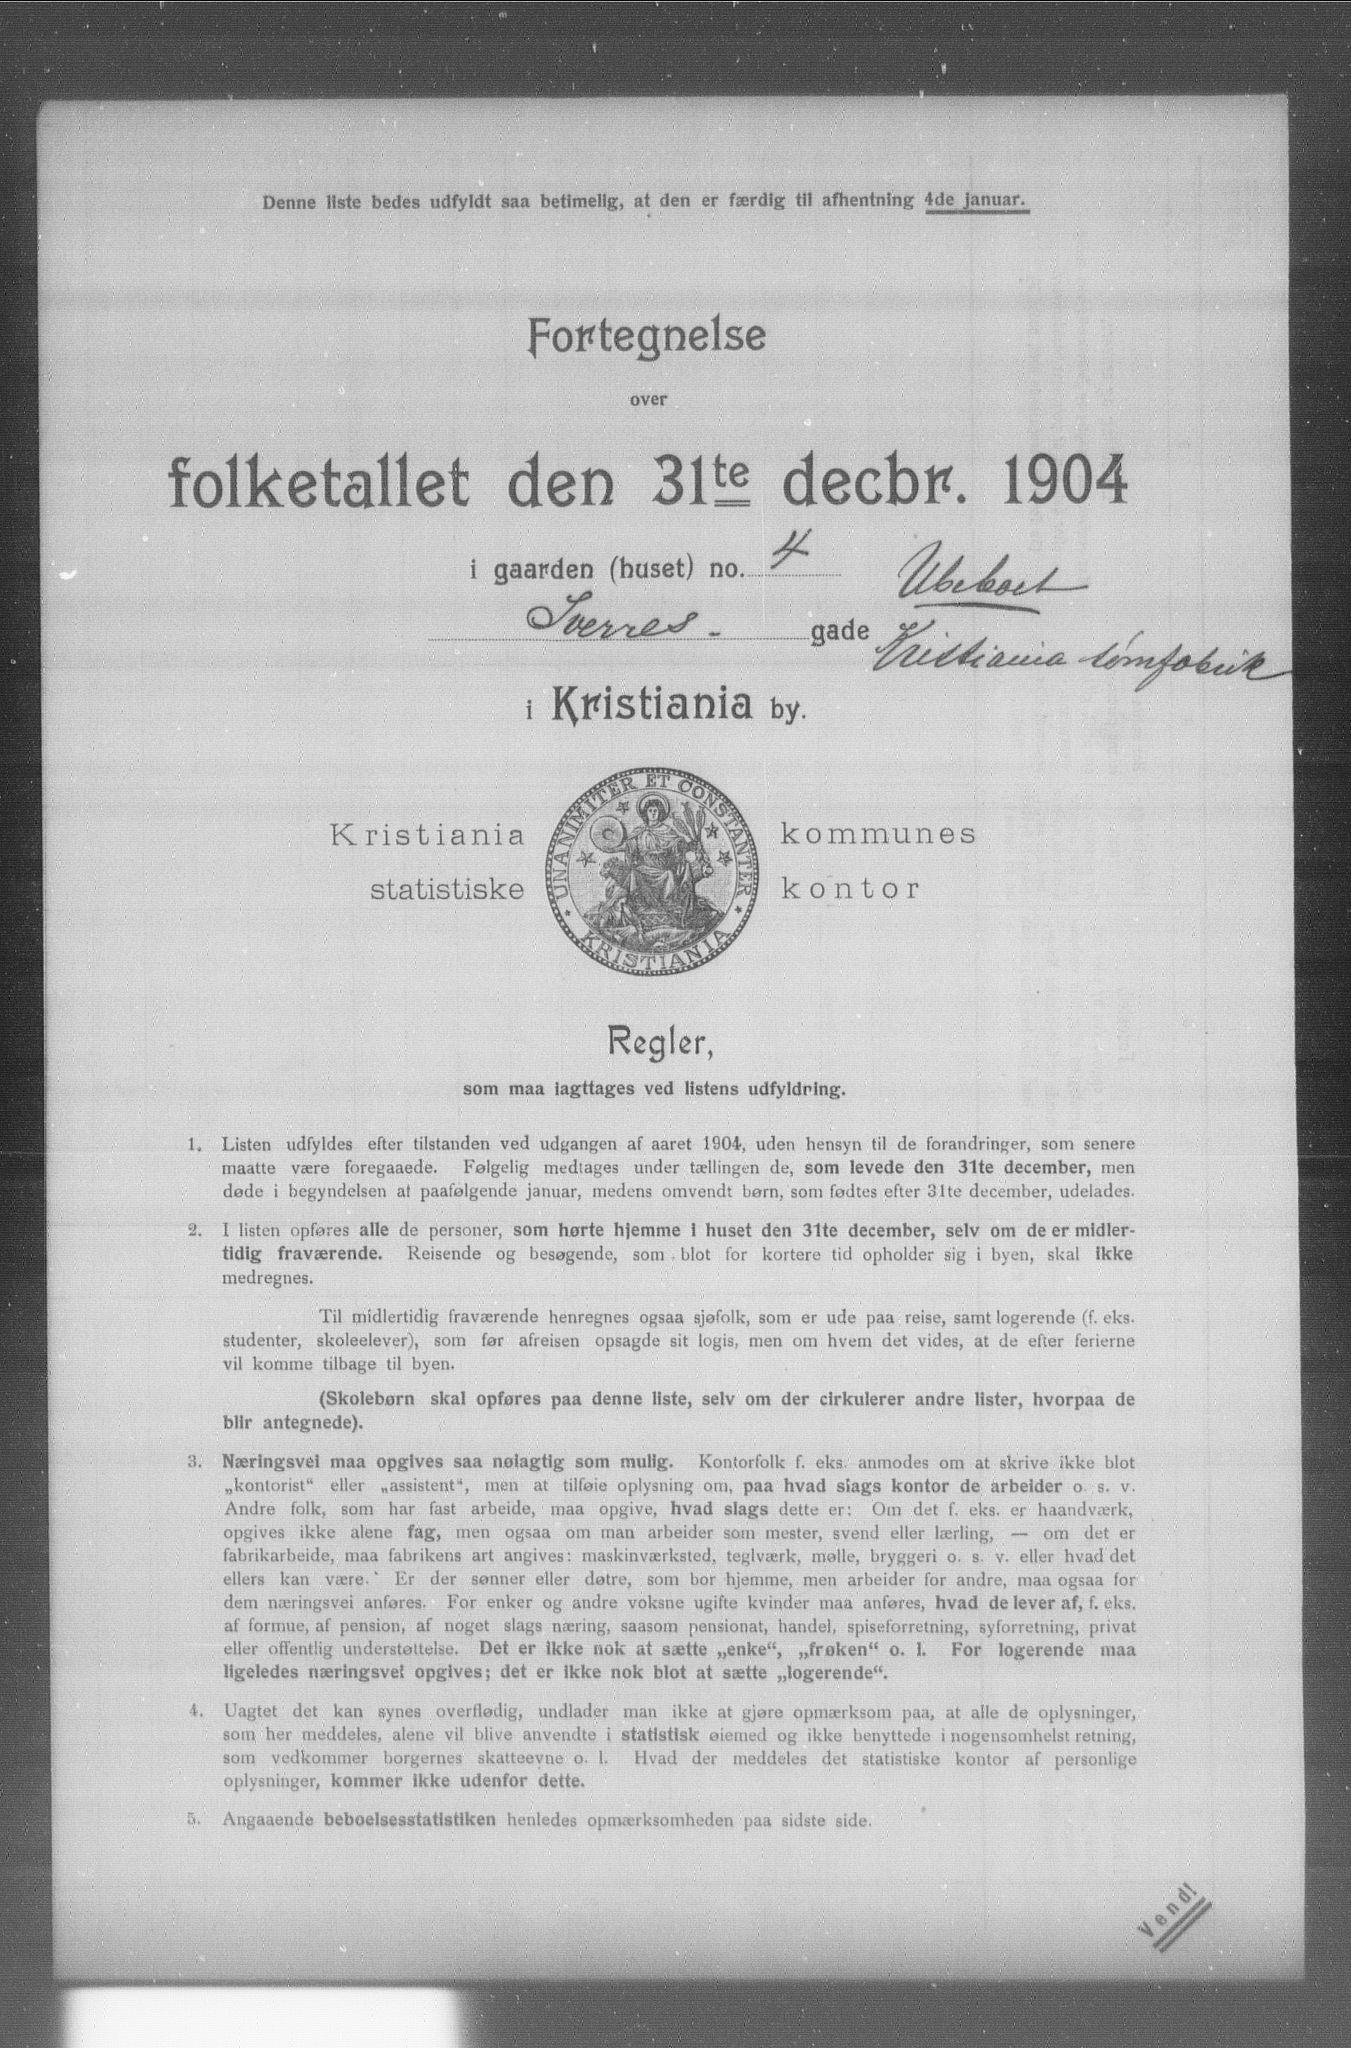 Denne liste bedes udfyldt saa betimelig, at den er færdig til afhentning 4de januar.
Fortegnelse
over
folketallet den 31te decbr. 1904
i gaarden (huset) no. 4
Ubeboet
Sverres gade
Kristiania sømfabrik
i Kristiania by.
UNANIMITER ET CONSTANTER
KRISTIANIA
Kristiania kommunes
statistiske kontor
Regler,
som maa iagttages ved listens udfyldning.
1. Listen udfyldes efter tilstanden ved udgangen af aaret 1904, uden hensyn til de forandringer, som senere
maatte være foregaaede. Følgelig medtages under tællingen de, som levede den 31te december, men
døde i begyndelsen at paafølgende januar, medens omvendt børn, som fødtes efter 31te december, udelades.
2. I listen opføres alle de personer, som hørte hjemme i huset den 31te december, selv om de er midler-
tidig fraværende. Reisende og besøgende, som blot for kortere tid opholder sig i byen, skal ikke
medregnes.
Til midlertidig fraværende henregnes ogsaa sjøfolk, som er ude paa reise, samt logerende (f. eks.
studenter, skoleelever), som før afreisen opsagde sit logis, men om hvem det vides, at de efter ferierne
vil komme tilbage til byen.
(Skolebørn skal opføres paa denne liste, selv om der cirkulerer andre lister, hvorpaa de
blir antegnede).
3. Næringsvei maa opgives saa nøiagtig som mulig. Kontorfolk f. eks. anmodes om at skrive ikke blot
„kontorist“ eller „assistent“, men at tilføie oplysning om, paa hvad slags kontor de arbeider o. s. v.
Andre folk, som har fast arbeide, maa opgive, hvad slags dette er: Om det f. eks. er haandværk,
opgives ikke alene fag, men ogsaa om man arbeider som mester, svend eller lærling, — om det er
fabrikarbeide, maa fabrikens art angives: maskinværksted, teglværk, mølle, bryggeri o. s. v. eller hvad det
ellers kan være. Er der sønner eller døtre, som bor hjemme, men arbeider for andre, maa ogsaa for
dem næringsvei anføres. For enker og andre voksne ugifte kvinder maa anføres, hvad de lever af, f. eks.
af formue, af pension, af noget slags næring, saasom pensionat, handel, spiseforretning, syforretning, privat
eller offentlig understøttelse. Det er ikke nok at sætte „enke“, „frøken“ o. l. For logerende maa
ligeledes næringsvei opgives; det er ikke nok blot at sætte „logerende“.
4. Uagtet det kan synes overflødig, undlader man ikke at gjøre opmærksom paa, at alle de oplysninger,
som her meddeles, alene vil blive anvendte i statistisk øiemed og ikke benyttede i nogensomhelst retning,
som vedkommer borgernes skatteevne o. l. Hvad der meddeles det statistiske kontor af personlige
oplysninger, kommer ikke udenfor dette.
5. Angaaende beboelsesstatistiken henledes opmærksomheden paa sidste side.
Vend!